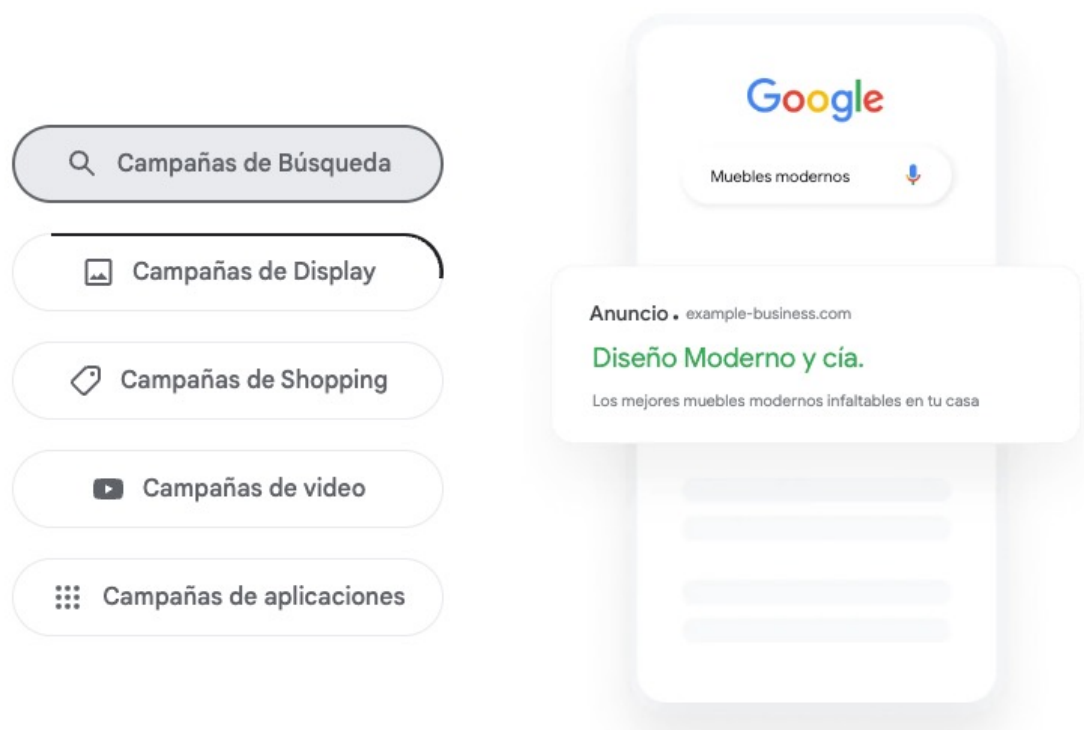 Campañas de Búsqueda
Campañas de Display
Campañas de Shopping
Campañas de video
Campañas de aplicaciones
Google
Muebles modernos
Anuncio • example-business.com
Diseño Moderno y cía.
Los mejores muebles modernos infaltables en tu casa